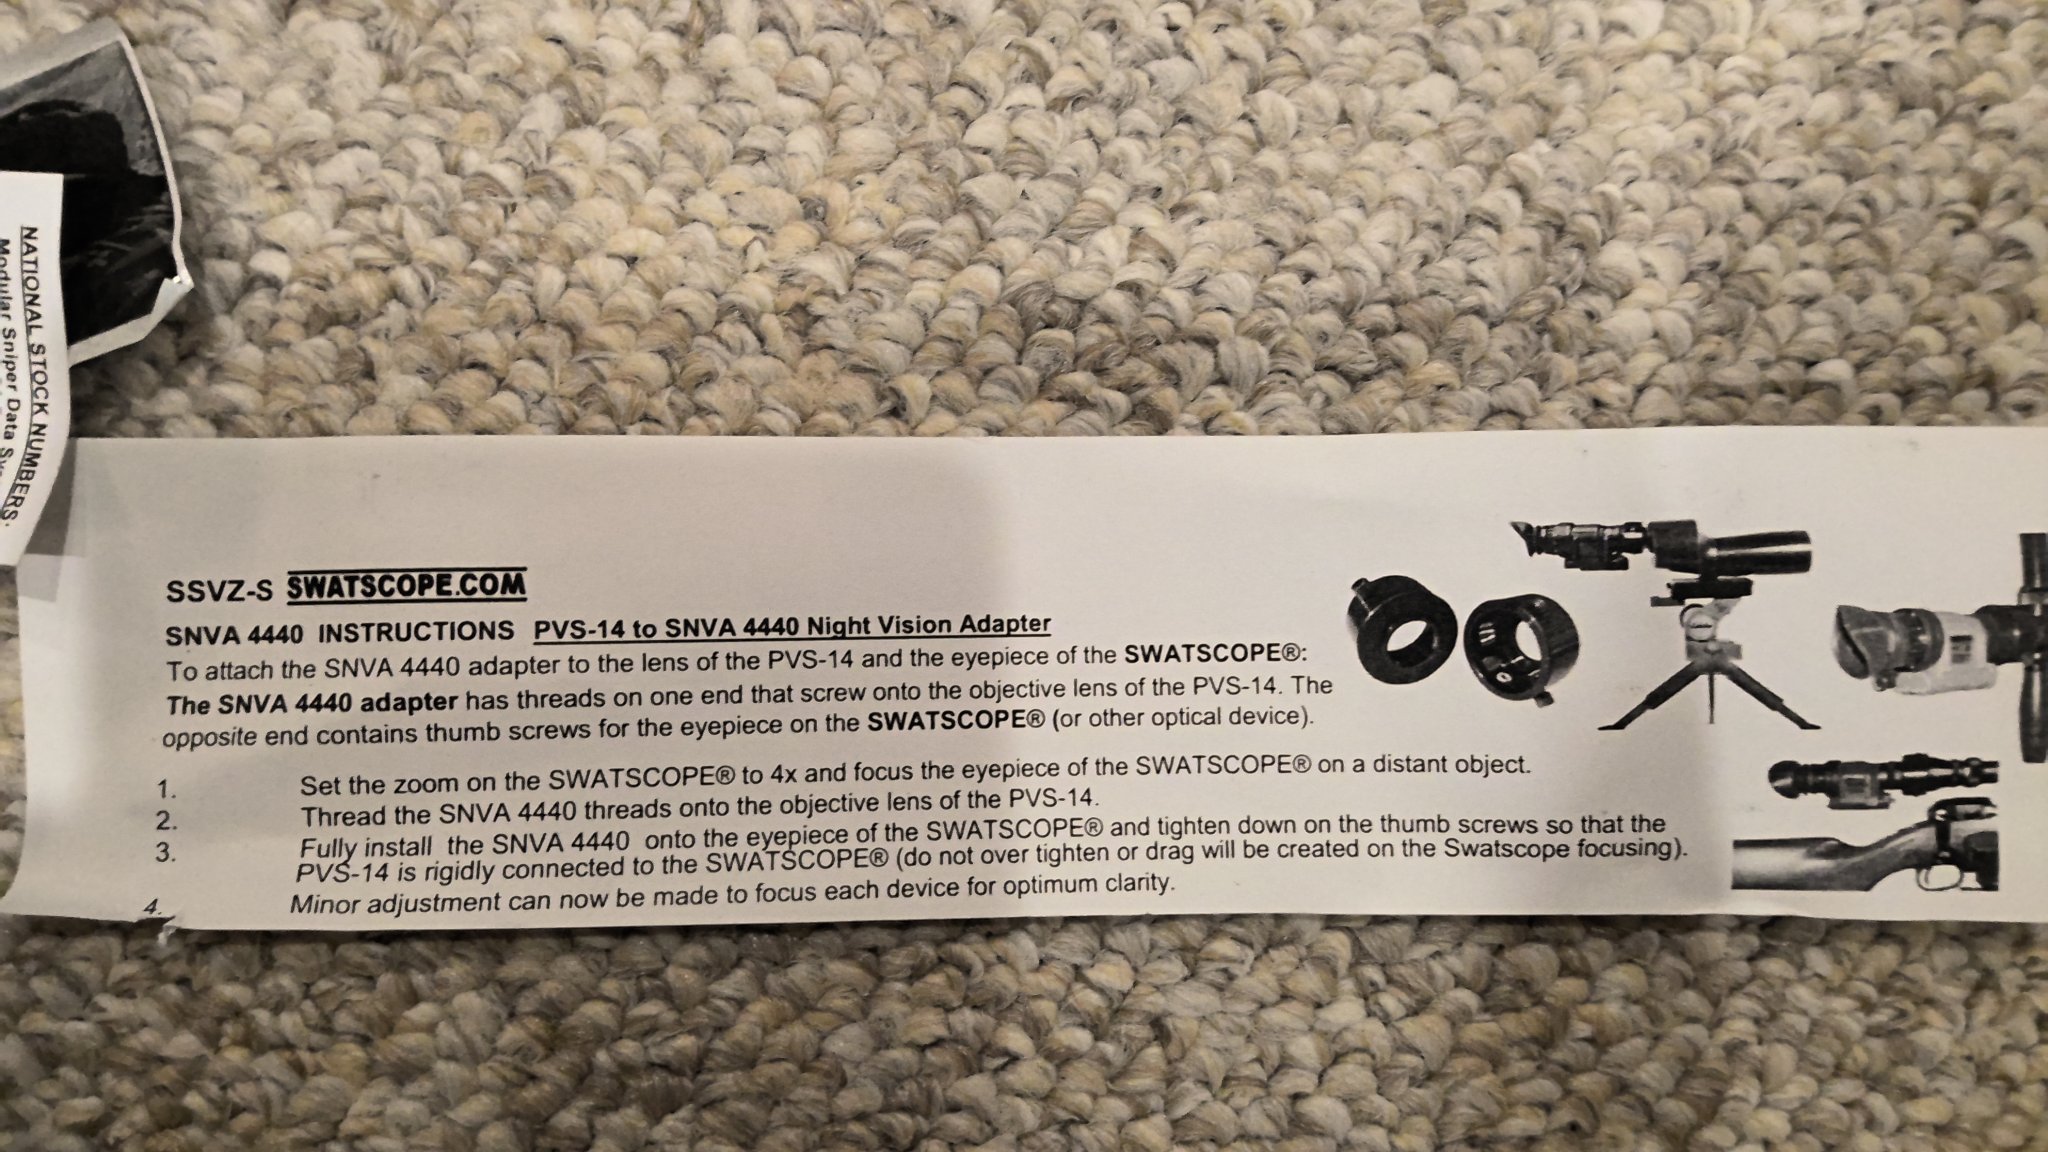 NATIONAL STOCK NUMBERS:
Modular Sniper Data
SSVZ-S SWATSCOPE.COM
SNVA 4440 INSTRUCTIONS PVS-14 to SNVA 4440 Night Vision Adapter
To attach the SNVA 4440 adapter to the lens of the PVS-14 and the eyepiece of the SWATSCOPE®:
The SNVA 4440 adapter has threads on one end that screw onto the objective lens of the PVS-14. The
opposite end contains thumb screws for the eyepiece on the SWATSCOPE® (or other optical device).
1. Set the zoom on the SWATSCOPE® to 4x and focus the eyepiece of the SWATSCOPE® on a distant object.
2. Thread the SNVA 4440 threads onto the objective lens of the PVS-14.
3. Fully install the SNVA 4440 onto the eyepiece of the SWATSCOPE® and tighten down on the thumb screws so that the
PVS-14 is rigidly connected to the SWATSCOPE® (do not over tighten or drag will be created on the Swatscope focusing).
4. Minor adjustment can now be made to focus each device for optimum clarity.